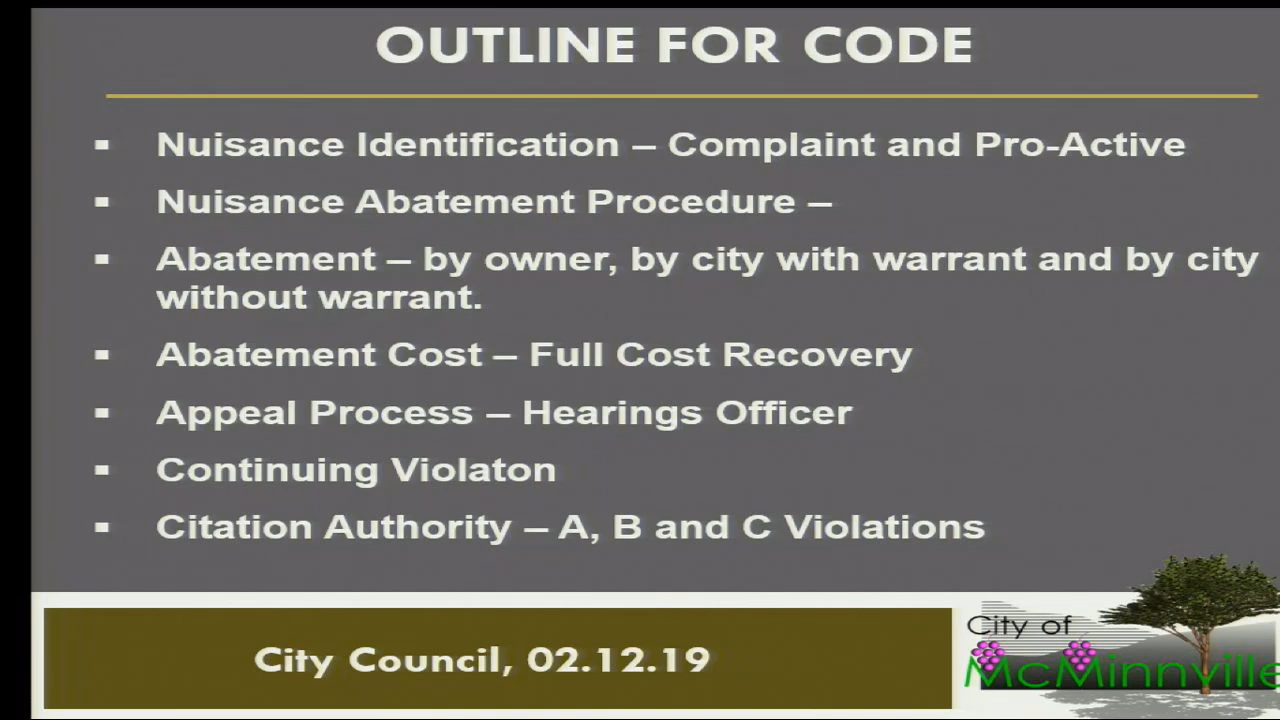 OUTLINE FOR CODE
▪ Nuisance Identification – Complaint and Pro-Active
▪ Nuisance Abatement Procedure –
▪ Abatement – by owner, by city with warrant and by city
without warrant.
▪ Abatement Cost – Full Cost Recovery
▪ Appeal Process – Hearings Officer
▪ Continuing Violaton
▪ Citation Authority – A, B and C Violations
City Council, 02.12.19
City of
McMinnville